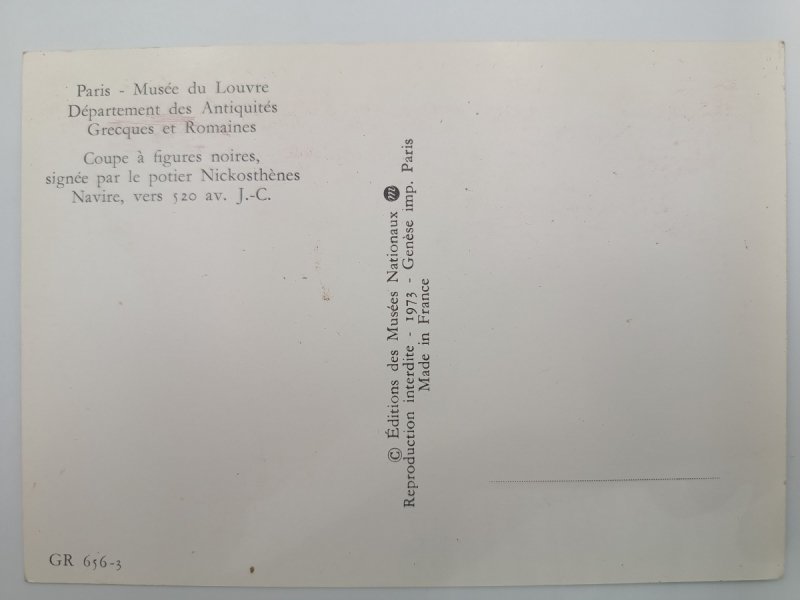 Paris - Musée du Louvre
Département des Antiquités
Grecques et Romaines
Coupe à figures noires,
signée par le potier Nickosthènes
Navire, vers 520 av. J.-C.
© Éditions des Musées Nationaux m
Reproduction interdite - 1973 - Genèse imp. Paris
Made in France
GR 656-3